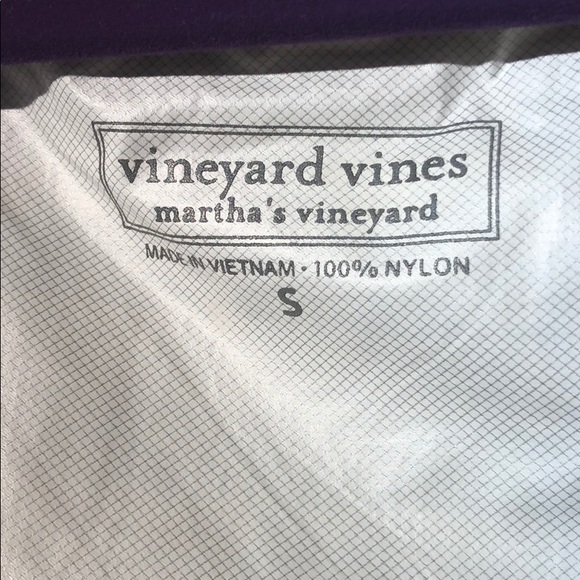 vineyard vines
martha's vineyard
MADE IN VIETNAM · 100% NYLON
S